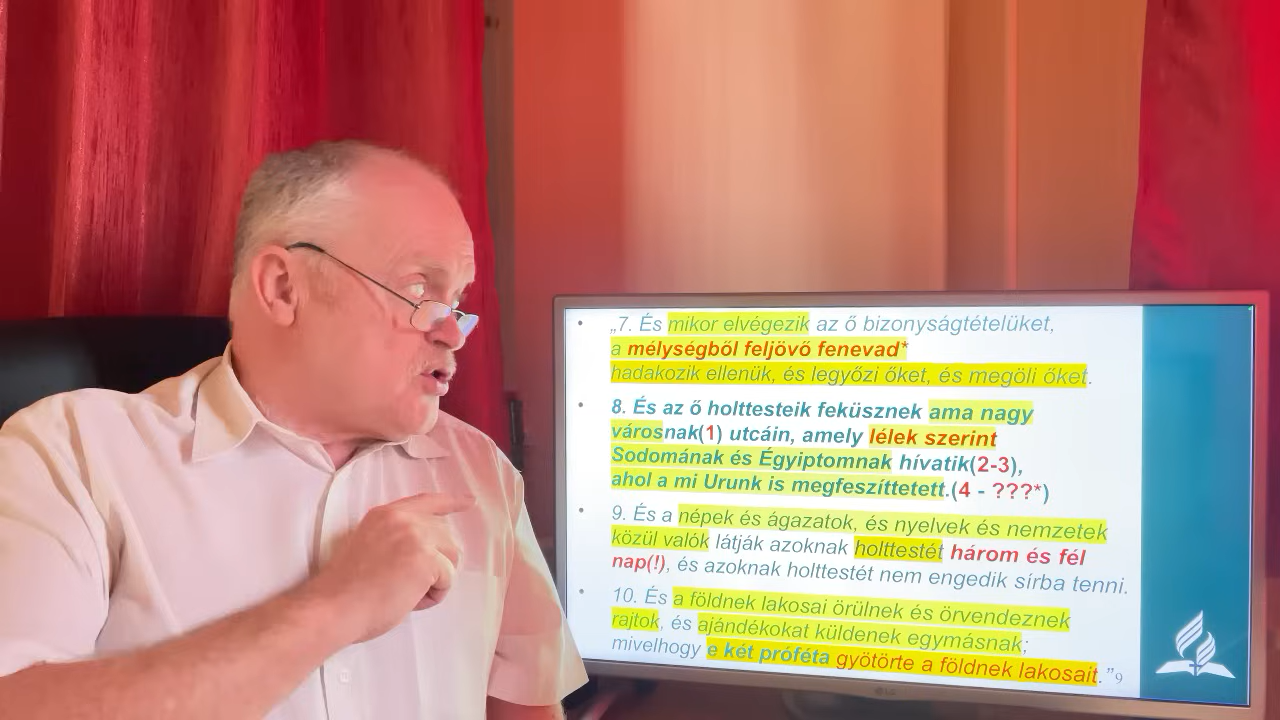 • „7. És mikor elvégezik az ő bizonyságtételüket,
a mélységből feljövő fenevad*
hadakozik ellenük, és legyőzi őket, és megöli őket.
• 8. És az ő holttesteik feküsznek ama nagy
városnak(1) utcáin, amely lélek szerint
Sodomának és Égyiptomnak hívatik(2-3),
ahol a mi Urunk is megfeszíttetett.(4 - ???*)
• 9. És a népek és ágazatok, és nyelvek és nemzetek
közül valók látják azoknak holttestét három és fél
nap(!), és azoknak holttestét nem engedik sírba tenni.
• 10. És a földnek lakosai örülnek és örvendeznek
rajtok, és ajándékokat küldenek egymásnak;
mivelhogy e két próféta gyötörte a földnek lakosait.” 9
LG